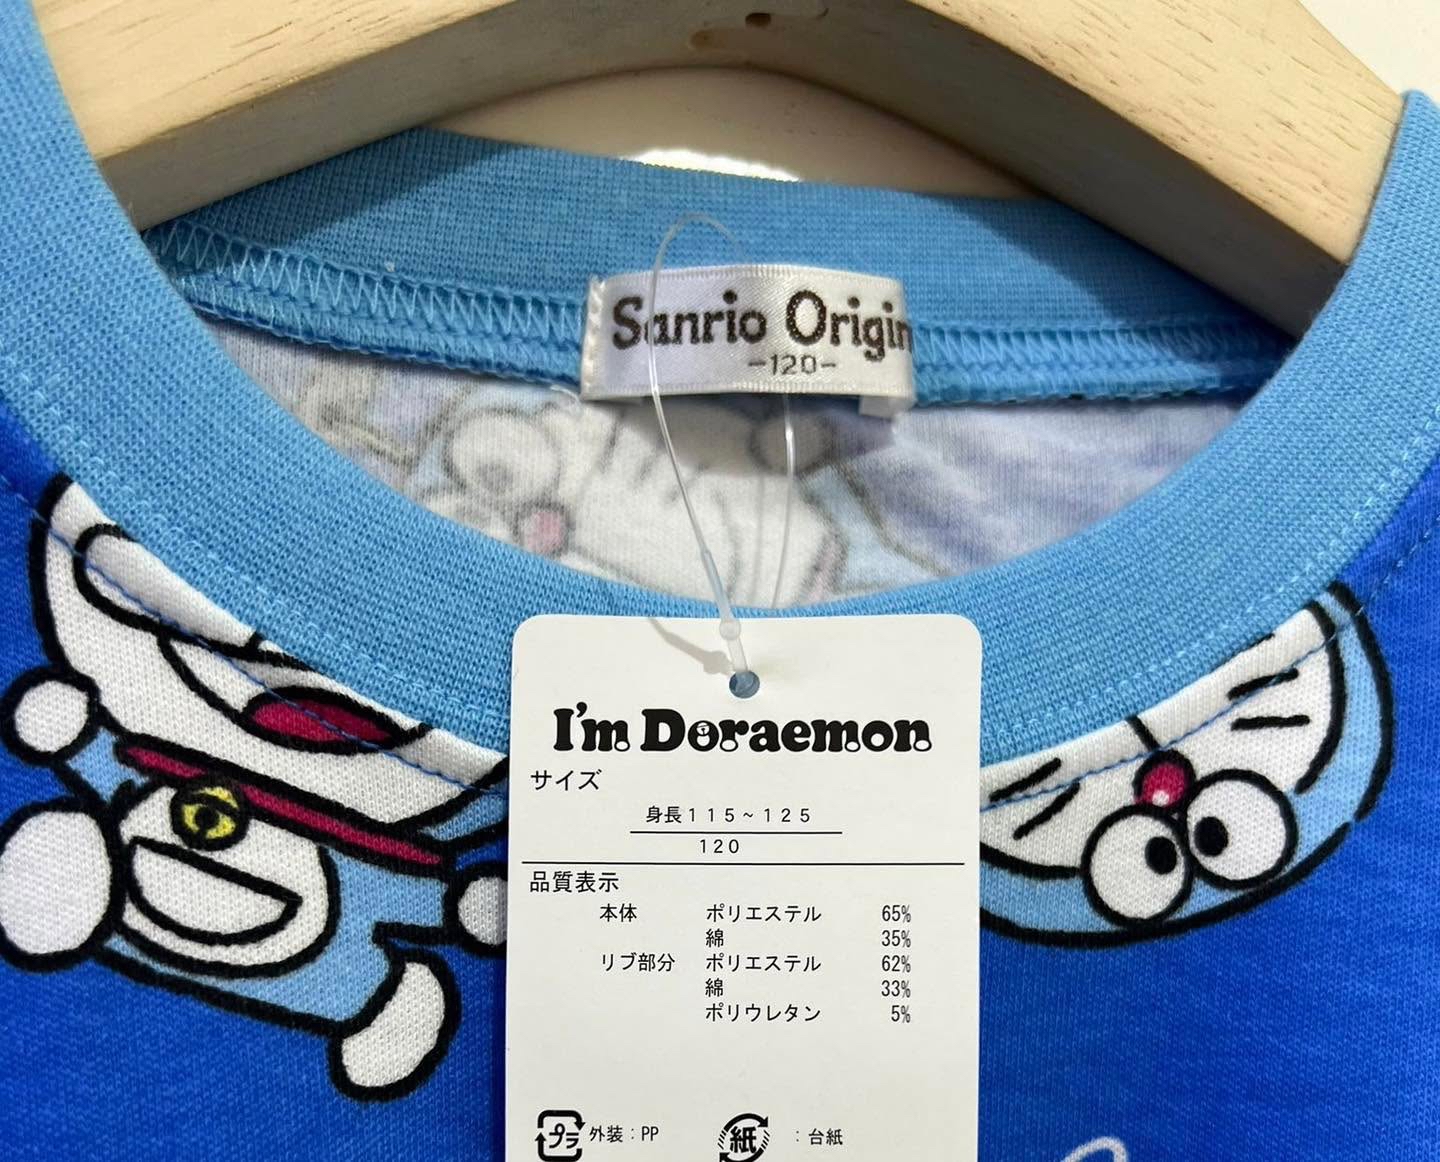 Sanrio Origin
-120-
I'm Doraemon
サイズ
身長115~125
120
品質表示
本体 ポリエステル 65%
綿 35%
リブ部分 ポリエステル 62%
綿 33%
ポリウレタン 5%
プラ 外装:PP 紙 :台紙